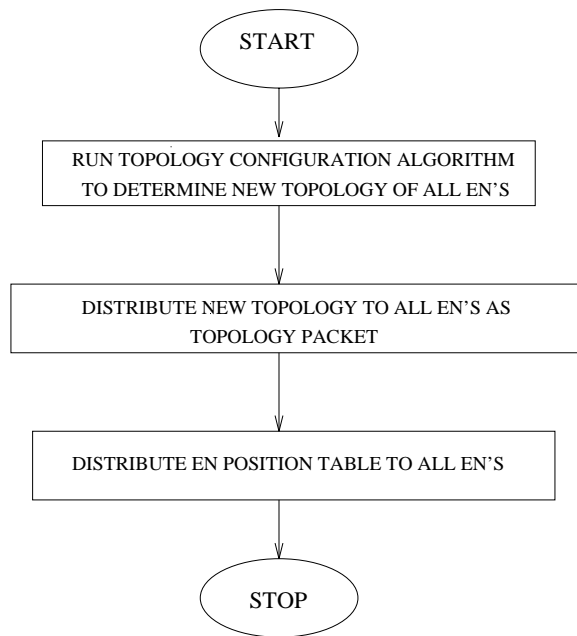 START
RUN TOPOLOGY CONFIGURATION ALGORITHM
TO DETERMINE NEW TOPOLOGY OF ALL EN'S
DISTRIBUTE NEW TOPOLOGY TO ALL EN'S AS
TOPOLOGY PACKET
DISTRIBUTE EN POSITION TABLE TO ALL EN'S
STOP